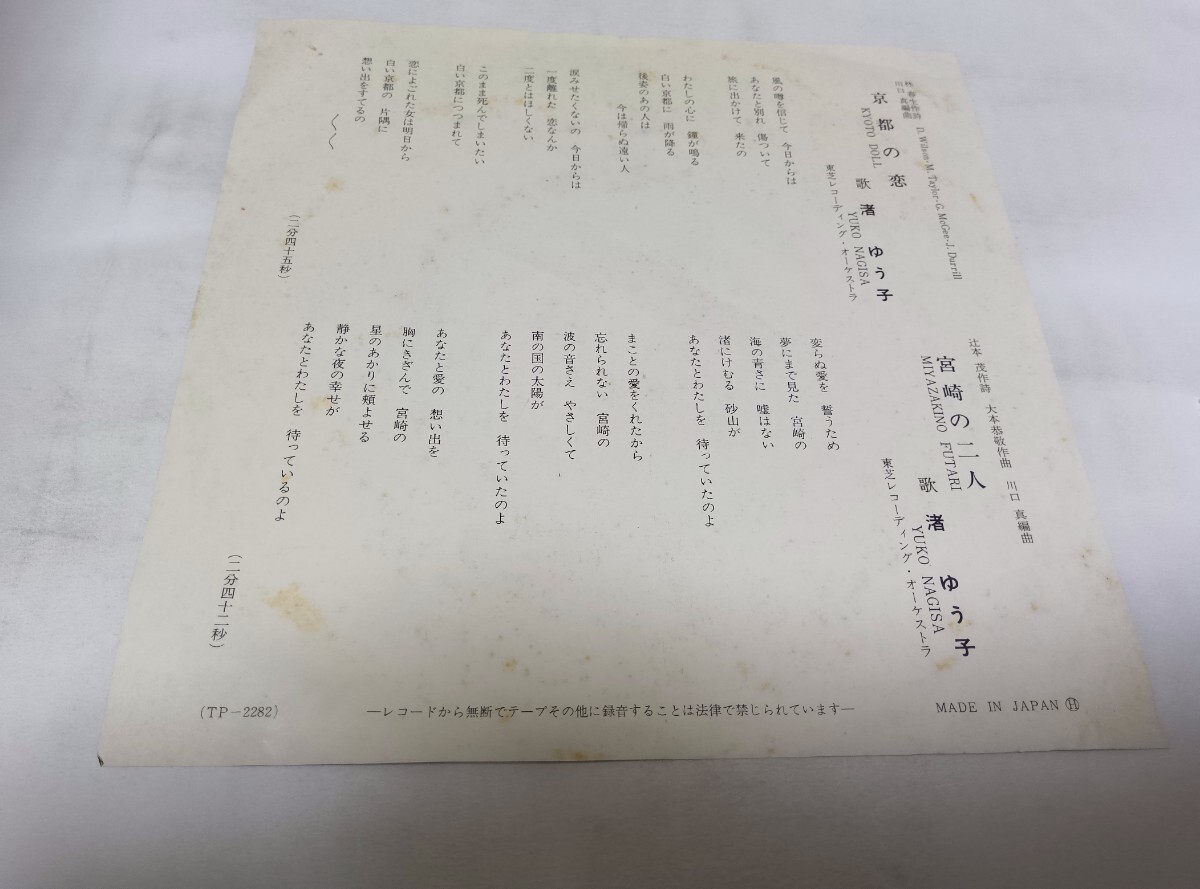 林 春生作詩 D. Wilson-M. Taylor-G. McGee-J. Durrill
川口 真編曲
京都の恋
KYOTO DOLL
歌 渚 ゆう子
YUKO NAGISA
東芝レコーディング・オーケストラ
風の噂を信じて 今日からは
あなたと別れ 傷ついて
旅に出かけて 来たの
わたしの心に 鐘が鳴る
白い京都に 雨が降る
後姿のあの人は
今は帰らぬ遠い人
涙みせたくないの 今日からは
一度離れた 恋なんか
二度とはほしくない
このまま死んでしまいたい
白い京都につつまれて
恋によごれた女は明日から
白い京都の 片隅に
想い出をすてるの
〱
(二分四十五秒)
辻本 茂作詩 大本恭敬作曲 川口 真編曲
宮崎の二人
MIYAZAKINO FUTARI
歌 渚 ゆう子
YUKO NAGISA
東芝レコーディング・オーケストラ
変らぬ愛を 誓うため
夢にまで見た 宮崎の
海の青さに 嘘はない
渚にけむる 砂山が
あなたとわたしを 待っていたのよ
まことの愛をくれたから
忘れられない 宮崎の
波の音さえ やさしくて
南の国の太陽が
あなたとわたしを 待っていたのよ
あなたと愛の 想い出を
胸にきざんで 宮崎の
星のあかりに頬よせる
静かな夜の幸せが
あなたとわたしを 待っているのよ
(二分四十二秒)
(TP-2282)
―レコードから無断でテープその他に録音することは法律で禁じられています―
MADE IN JAPAN Ⓗ